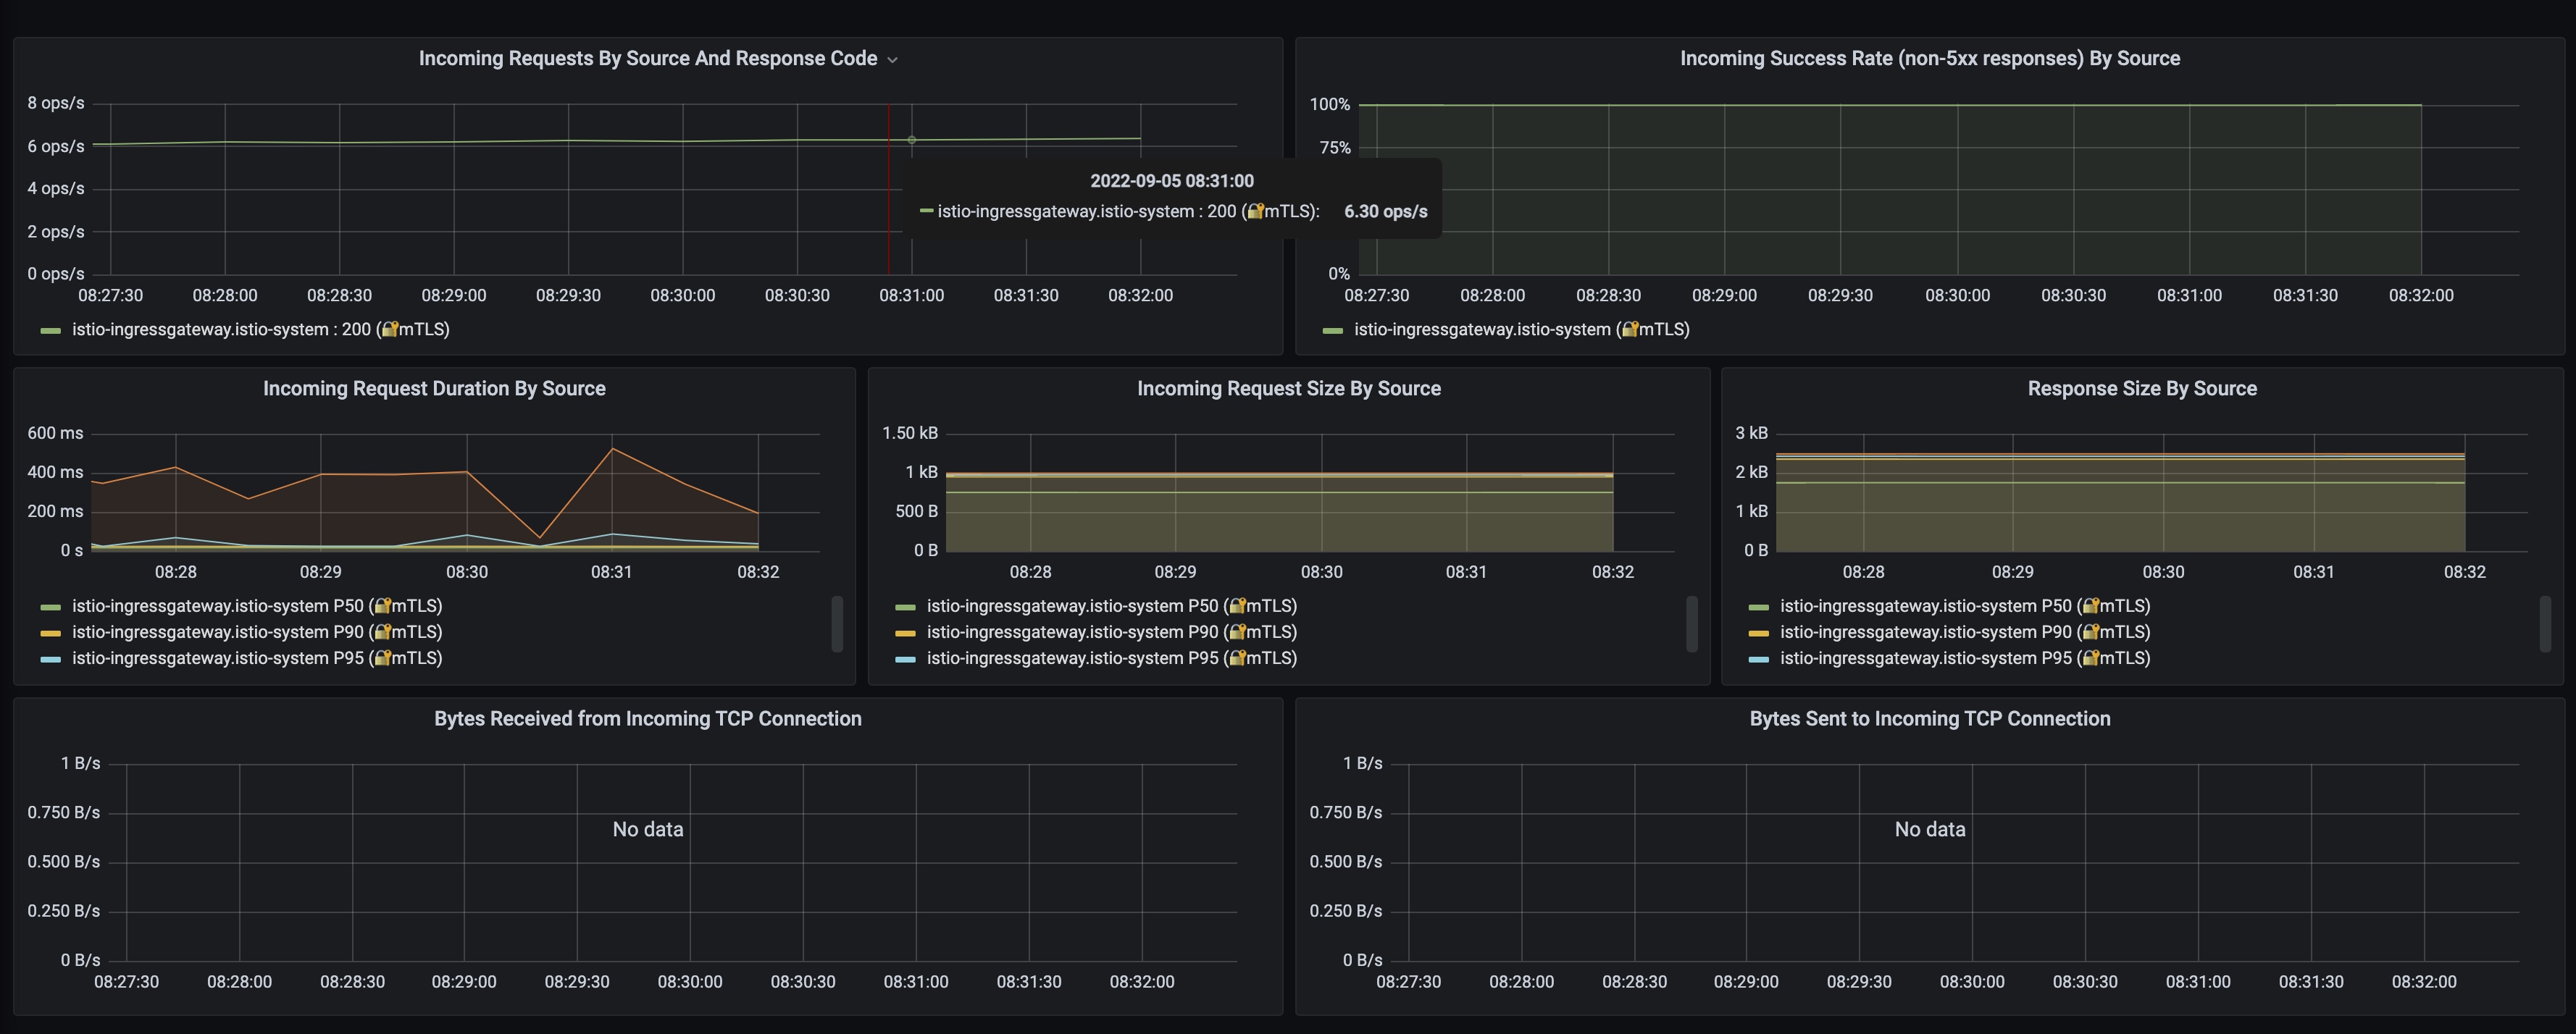 Incoming Requests By Source And Response Code
8 ops/s
6 ops/s
4 ops/s
2 ops/s
0 ops/s
08:27:30 08:28:00 08:28:30 08:29:00 08:29:30 08:30:00 08:30:30 08:31:00 08:31:30 08:32:00
istio-ingressgateway.istio-system : 200 (🔐mTLS)
2022-09-05 08:31:00
istio-ingressgateway.istio-system : 200 (🔐mTLS): 6.30 ops/s
Incoming Success Rate (non-5xx responses) By Source
100%
75%
0%
08:27:30 08:28:00 08:28:30 08:29:00 08:29:30 08:30:00 08:30:30 08:31:00 08:31:30 08:32:00
istio-ingressgateway.istio-system (🔐mTLS)
Incoming Request Duration By Source
600 ms
400 ms
200 ms
0 s
08:28 08:29 08:30 08:31 08:32
istio-ingressgateway.istio-system P50 (🔐mTLS)
istio-ingressgateway.istio-system P90 (🔐mTLS)
istio-ingressgateway.istio-system P95 (🔐mTLS)
Incoming Request Size By Source
1.50 kB
1 kB
500 B
0 B
08:28 08:29 08:30 08:31 08:32
istio-ingressgateway.istio-system P50 (🔐mTLS)
istio-ingressgateway.istio-system P90 (🔐mTLS)
istio-ingressgateway.istio-system P95 (🔐mTLS)
Response Size By Source
3 kB
2 kB
1 kB
0 B
08:28 08:29 08:30 08:31 08:32
istio-ingressgateway.istio-system P50 (🔐mTLS)
istio-ingressgateway.istio-system P90 (🔐mTLS)
istio-ingressgateway.istio-system P95 (🔐mTLS)
Bytes Received from Incoming TCP Connection
1 B/s
0.750 B/s
No data
0.500 B/s
0.250 B/s
0 B/s
08:27:30 08:28:00 08:28:30 08:29:00 08:29:30 08:30:00 08:30:30 08:31:00 08:31:30 08:32:00
Bytes Sent to Incoming TCP Connection
1 B/s
0.750 B/s
No data
0.500 B/s
0.250 B/s
0 B/s
08:27:30 08:28:00 08:28:30 08:29:00 08:29:30 08:30:00 08:30:30 08:31:00 08:31:30 08:32:00